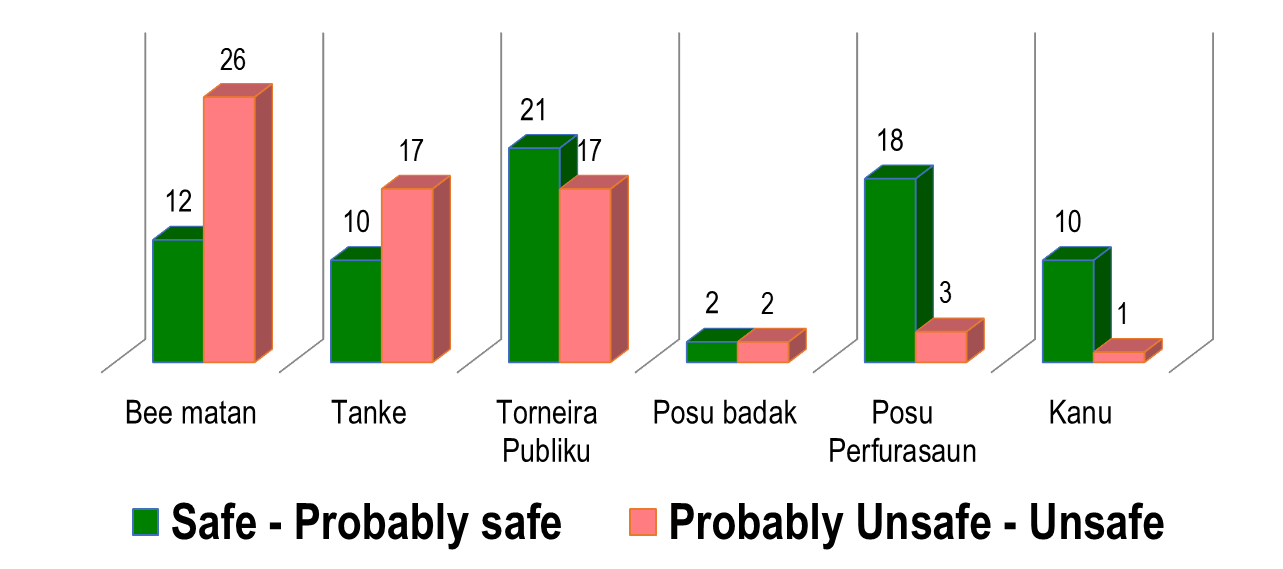 26
12
17
10
21
17
2
2
18
3
10
1
Bee matan
Tanke
Torneira
Publiku
Posu badak
Posu
Perfurasaun
Kanu
Safe - Probably safe
Probably Unsafe - Unsafe